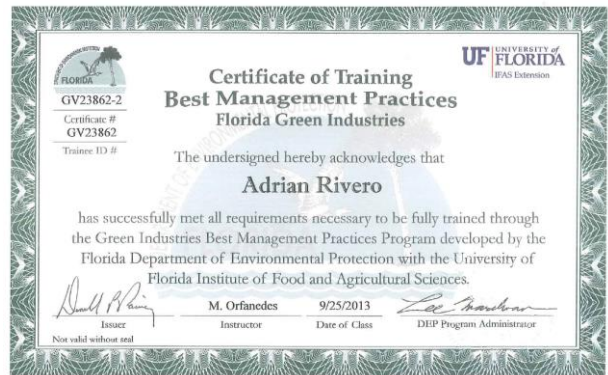 FLORIDA
GV23862-2
Certificate #
GV23862
Trainee ID #
UF UNIVERSITY of
FLORIDA
IFAS Extension
Certificate of Training
Best Management Practices
Florida Green Industries
The undersigned hereby acknowledges that
Adrian Rivero
has successfully met all requirements necessary to be fully trained through
the Green Industries Best Management Practices Program developed by the
Florida Department of Environmental Protection with the University of
Florida Institute of Food and Agricultural Sciences.
M. Orfanedes 9/25/2013
Issuer Instructor Date of Class DEP Program Administrator
Not valid without seal